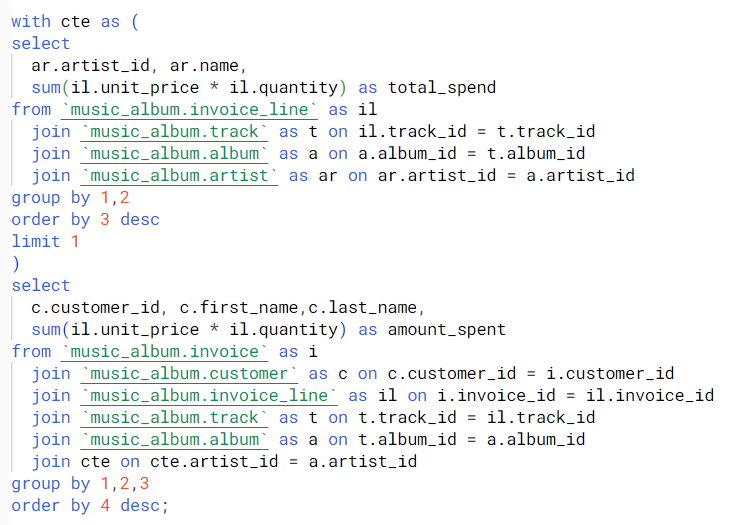 with cte as (
select
  ar.artist_id, ar.name,
  sum(il.unit_price * il.quantity) as total_spend
from `music_album.invoice_line` as il
  join `music_album.track` as t on il.track_id = t.track_id
  join `music_album.album` as a on a.album_id = t.album_id
  join `music_album.artist` as ar on ar.artist_id = a.artist_id
group by 1,2
order by 3 desc
limit 1
)
select
  c.customer_id, c.first_name,c.last_name,
  sum(il.unit_price * il.quantity) as amount_spent
from `music_album.invoice` as i
  join `music_album.customer` as c on c.customer_id = i.customer_id
  join `music_album.invoice_line` as il on i.invoice_id = il.invoice_id
  join `music_album.track` as t on t.track_id = il.track_id
  join `music_album.album` as a on t.album_id = a.album_id
  join cte on cte.artist_id = a.artist_id
group by 1,2,3
order by 4 desc;